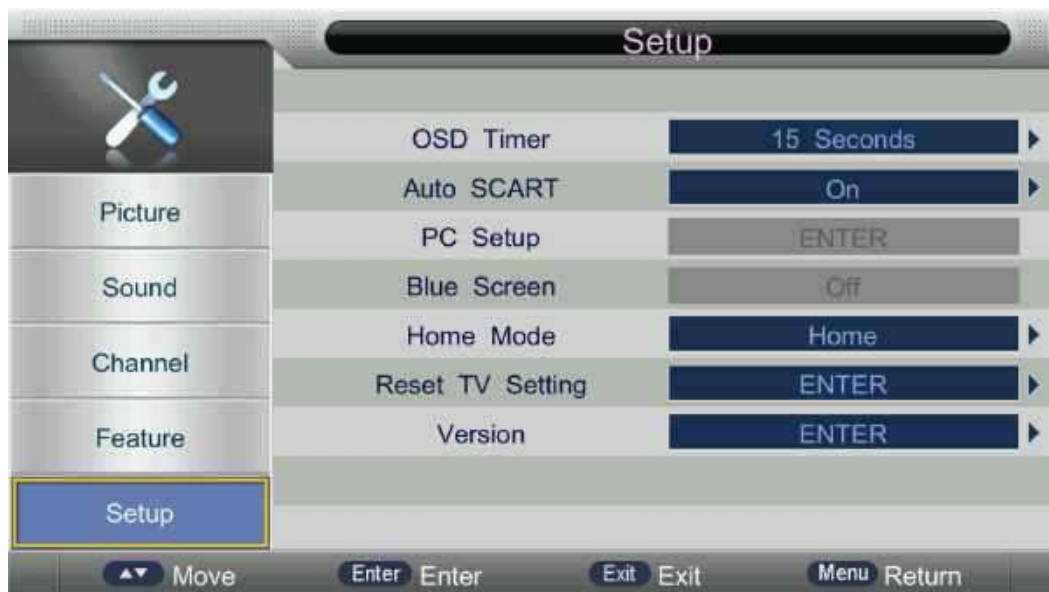 Setup
OSD Timer 15 Seconds
Auto SCART On
PC Setup ENTER
Blue Screen Off
Home Mode Home
Reset TV Setting ENTER
Version ENTER
Picture
Sound
Channel
Feature
Setup
Move Enter Enter Exit Exit Menu Return